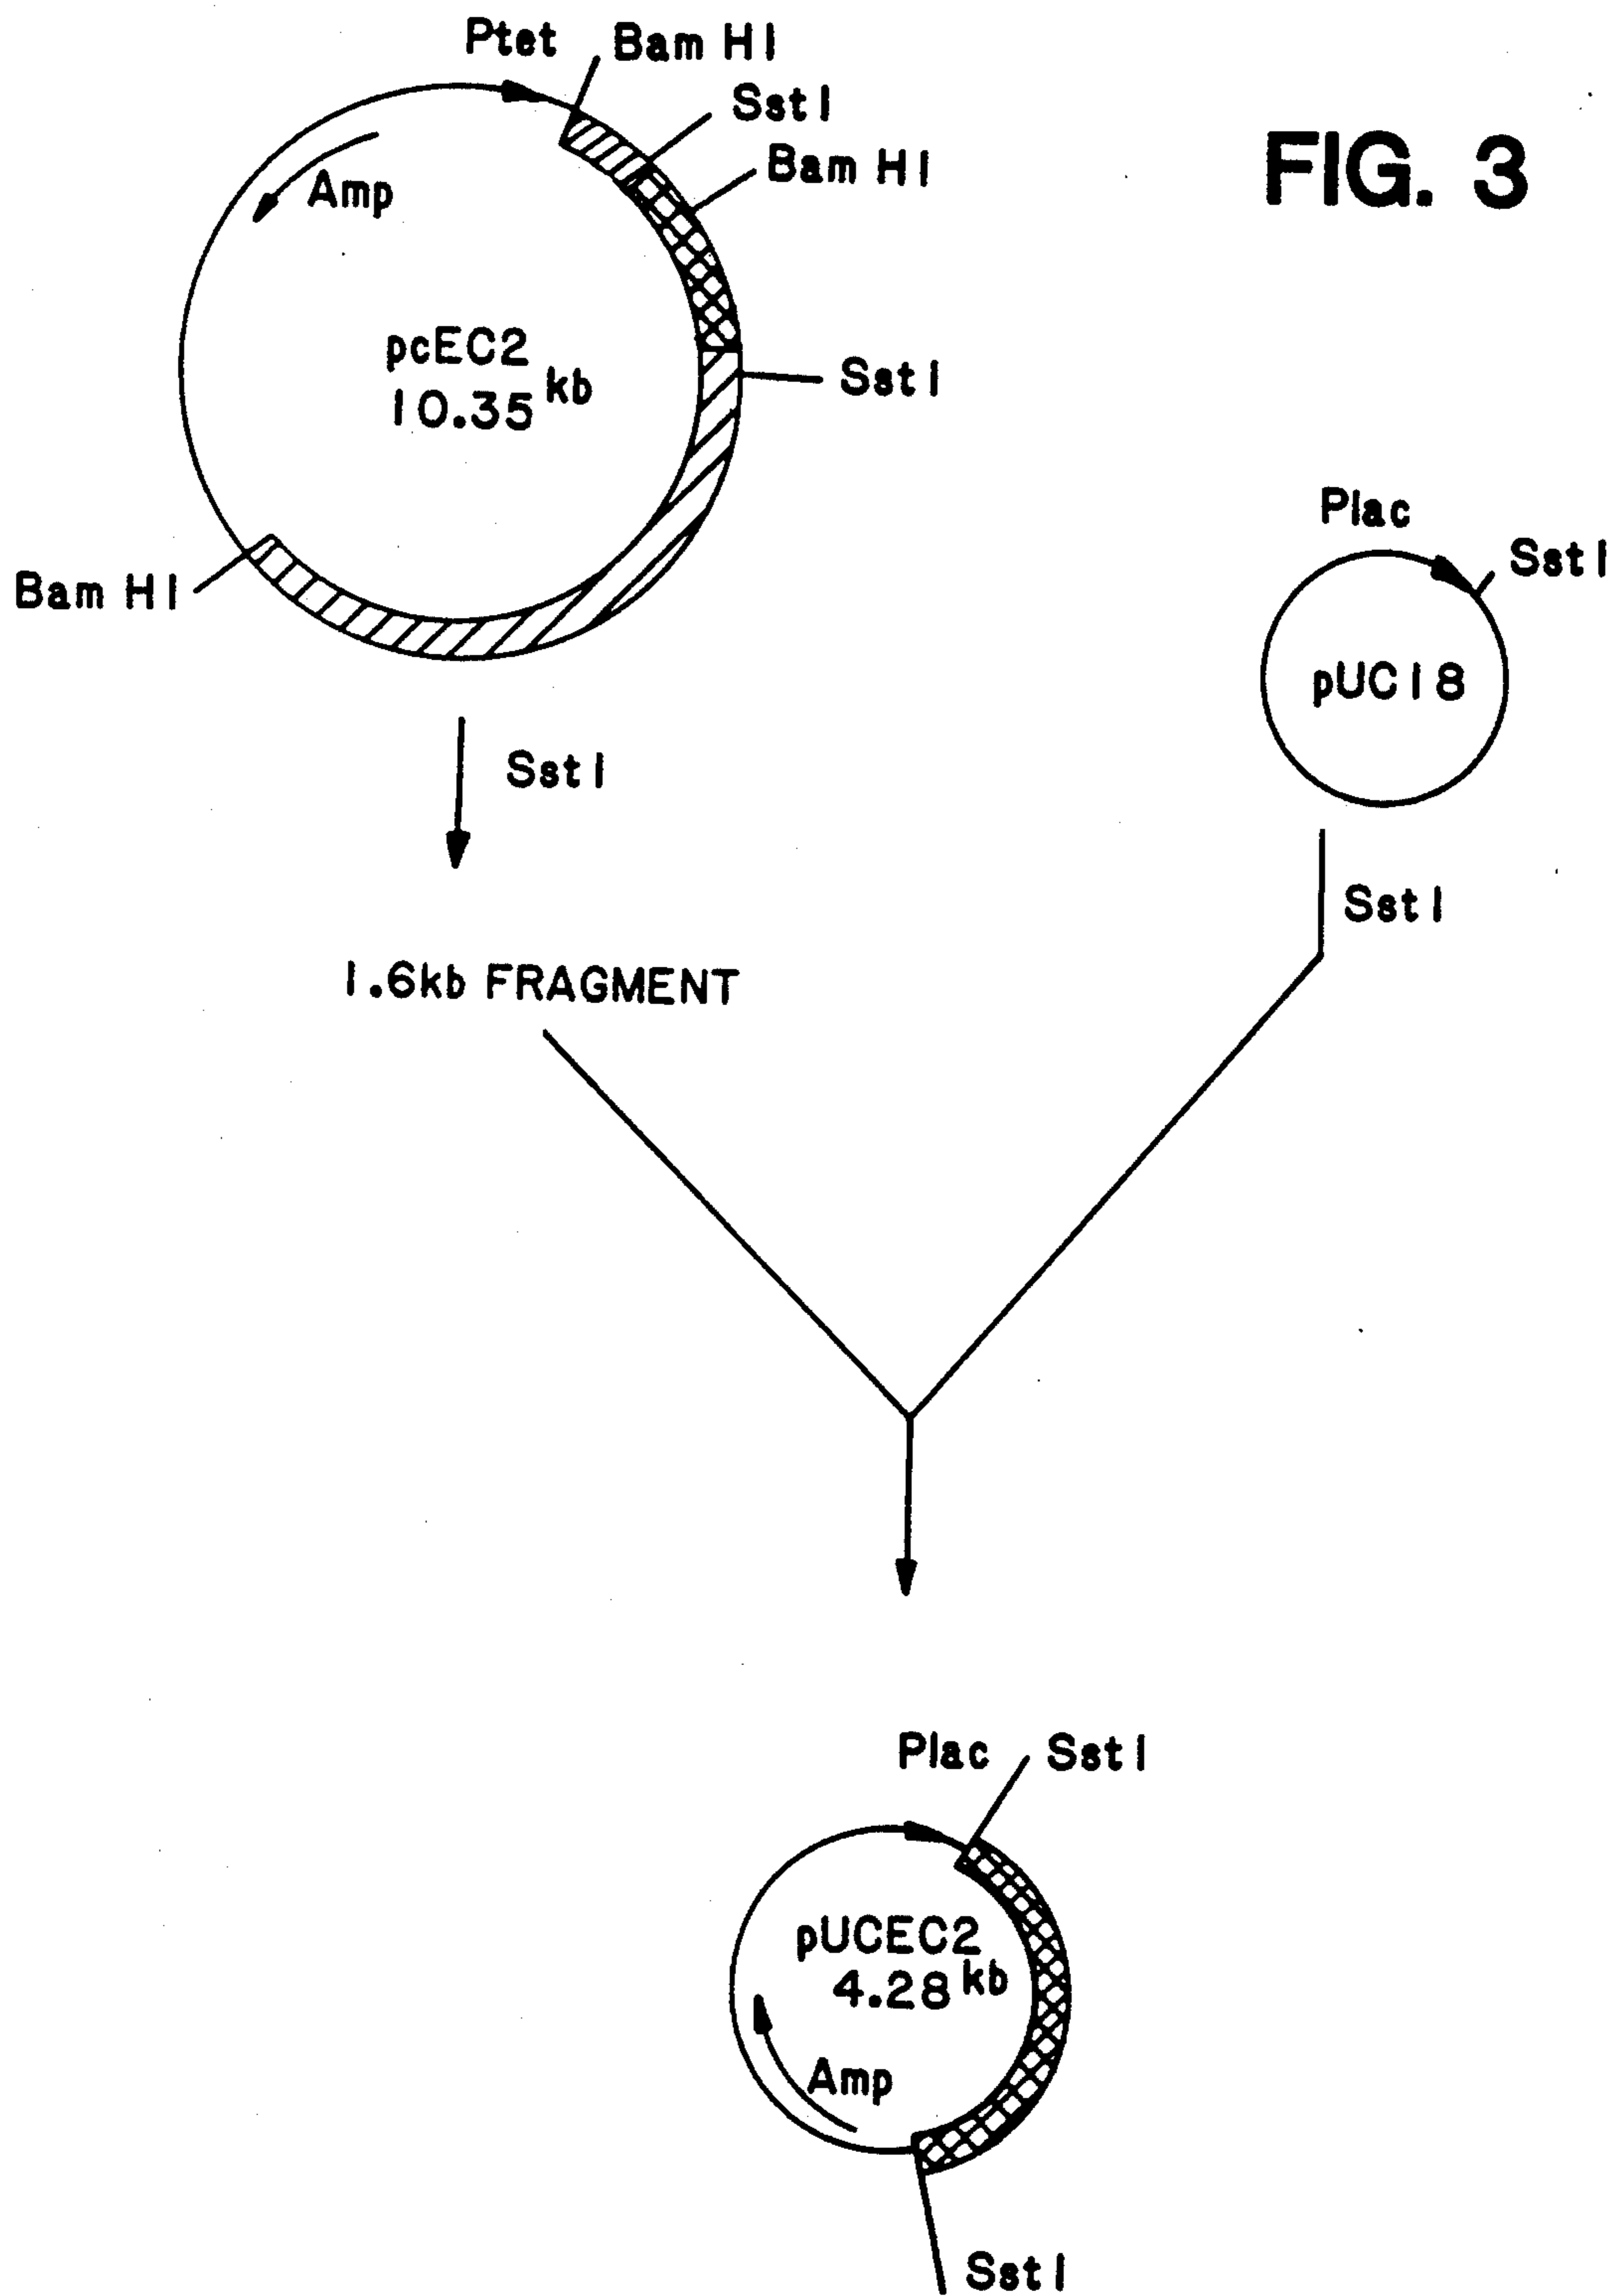 FIG. 3
Ptet
Bam HI
Sst I
Bam HI
Amp
pcEC2
10.35 kb
Sst I
Bam HI
Plac
Sst I
pUC18
Sst I
Sst I
1.6kb FRAGMENT
Plac
Sst I
pUCEC2
4.28 kb
Amp
Sst I